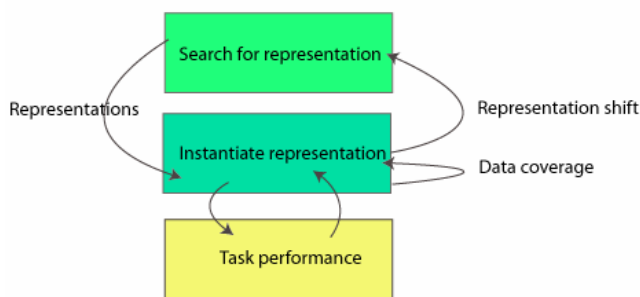 Search for representation
Representations
Representation shift
Instantiate representation
Data coverage
Task performance